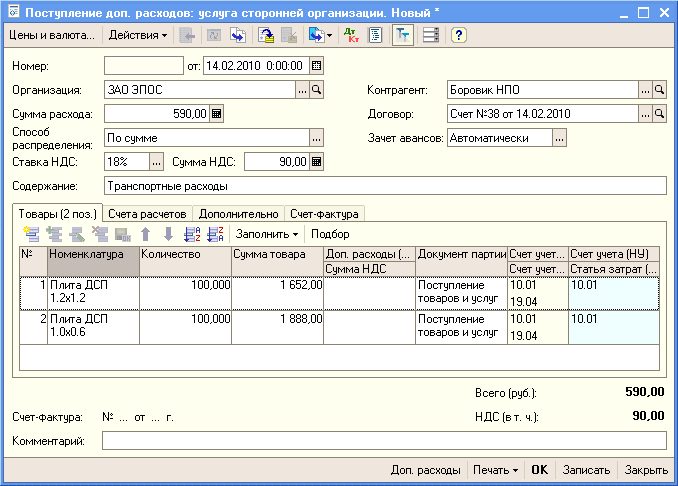 Поступление доп. расходов: услуга сторонней организации. Новый *
Цены и валюта... Действия Дт Кт Тт ?
Номер: от: 14.02.2010 0:00:00
Организация: ЗАО ЭПОС ... Контрагент: Боровик НПО ...
Сумма расхода: 590,00 Договор: Счет №38 от 14.02.2010 ...
Способ
распределения: По сумме ... Зачет авансов: Автоматически ...
Ставка НДС: 18% ... Сумма НДС: 90,00
Содержание: Транспортные расходы
Товары (2 поз.) Счета расчетов Дополнительно Счет-фактура
Заполнить Подбор
№ Номенклатура Количество Сумма товара Доп. расходы (... Документ партии Счет учет... Счет учета (НУ)
Сумма НДС Счет учет... Статья затрат (...
1 Плита ДСП 100,000 1 652,00 Поступление 10.01 10.01
1.2х1.2 товаров и услуг 19.04
2 Плита ДСП 100,000 1 888,00 Поступление 10.01 10.01
1.0х0.6 товаров и услуг 19.04
Всего (руб.): 590,00
Счет-фактура: № ... от ... г. НДС (в т. ч.): 90,00
Комментарий:
Доп. расходы Печать OK Записать Закрыть